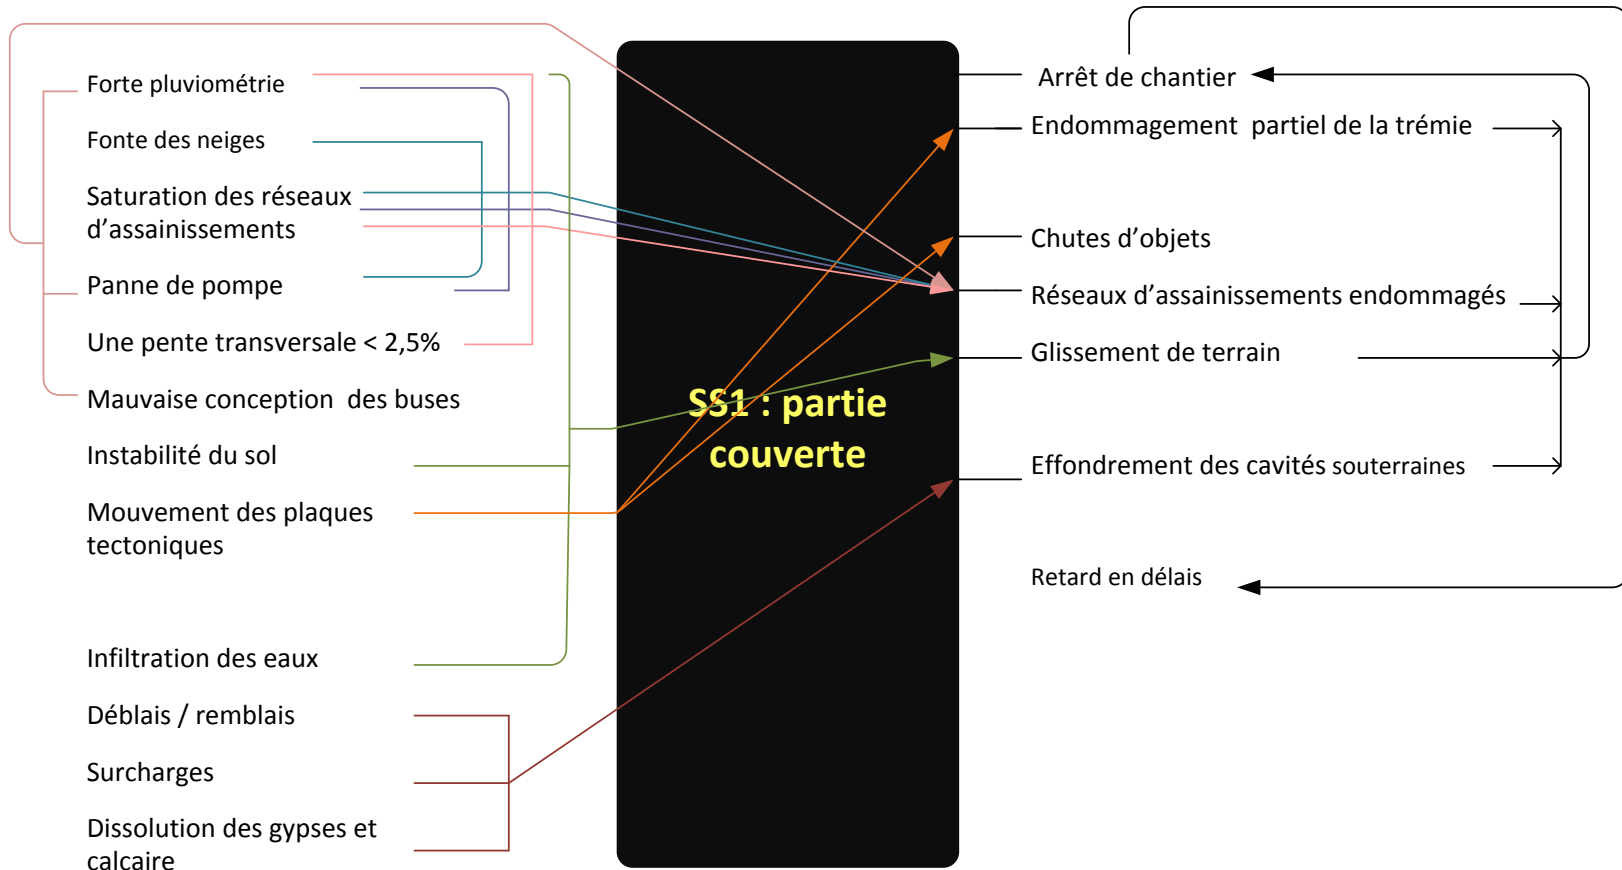 Forte pluviométrie
Fonte des neiges
Saturation des réseaux
d’assainissements
Panne de pompe
Une pente transversale < 2,5%
Mauvaise conception des buses
Instabilité du sol
Mouvement des plaques
tectoniques
Infiltration des eaux
Déblais / remblais
Surcharges
Dissolution des gypses et
calcaire
SS1 : partie
couverte
Arrêt de chantier
Endommagement partiel de la trémie
Chutes d’objets
Réseaux d’assainissements endommagés
Glissement de terrain
Effondrement des cavités souterraines
Retard en délais